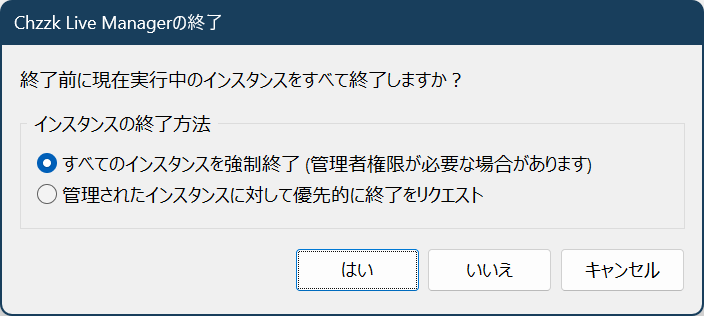 Chzzk Live Managerの終了
終了前に現在実行中のインスタンスをすべて終了しますか？
インスタンスの終了方法
すべてのインスタンスを強制終了 (管理者権限が必要な場合があります)
管理されたインスタンスに対して優先的に終了をリクエスト
はい
いいえ
キャンセル